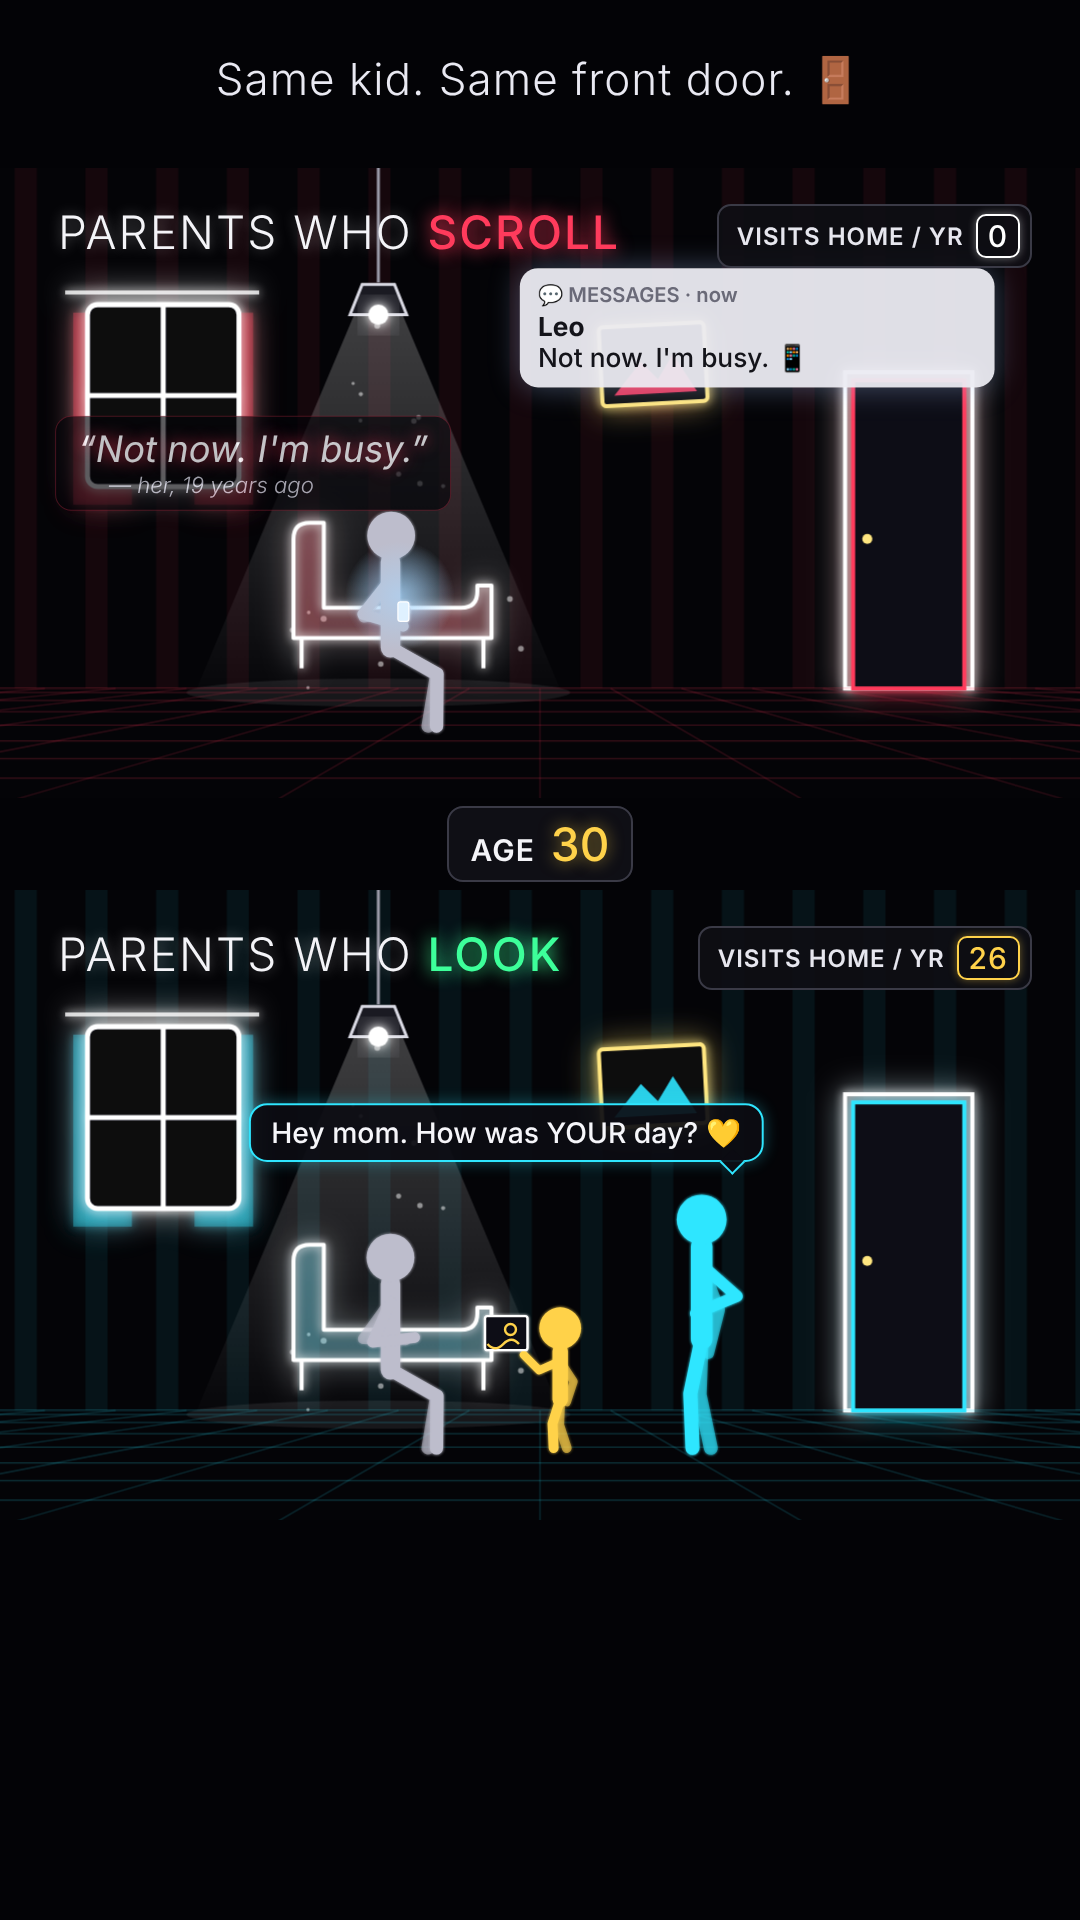 Same kid. Same front door. 🚪
PARENTS WHO SCROLL
VISITS HOME / YR 0
💬 MESSAGES · now
Leo
Not now. I'm busy. 📱
“Not now. I'm busy.”
— her, 19 years ago
AGE 30
PARENTS WHO LOOK
VISITS HOME / YR 26
Hey mom. How was YOUR day? 💛